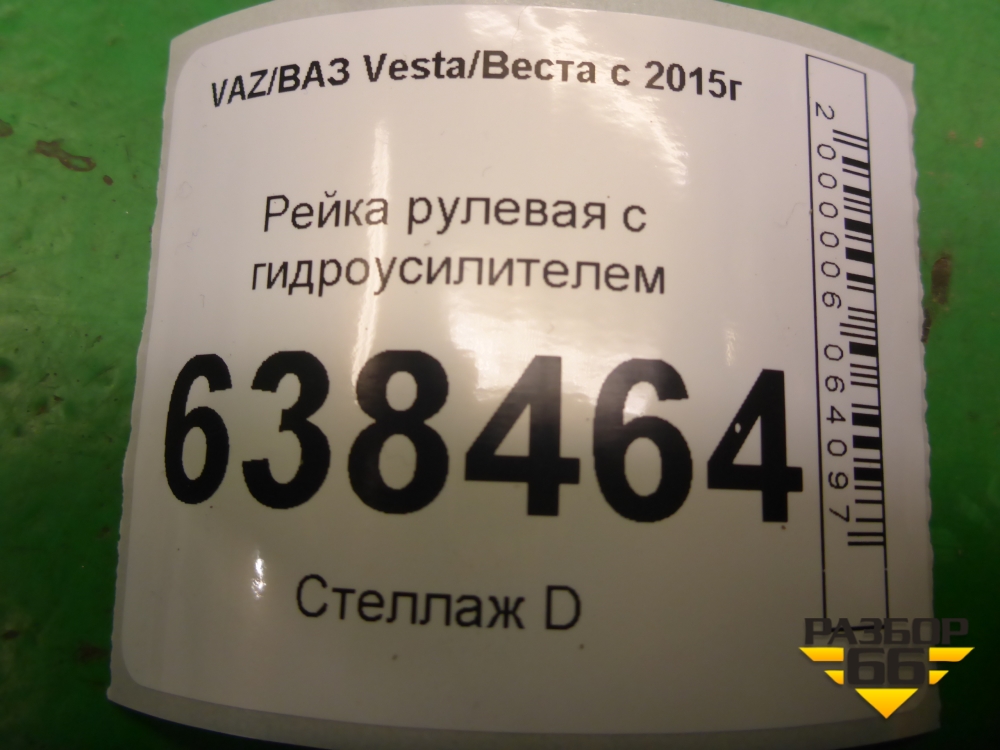 VAZ/ВАЗ Vesta/Веста с 2015г
Рейка рулевая с
гидроусилителем
638464
Стеллаж D
2000006064097
РАЗБОР
66